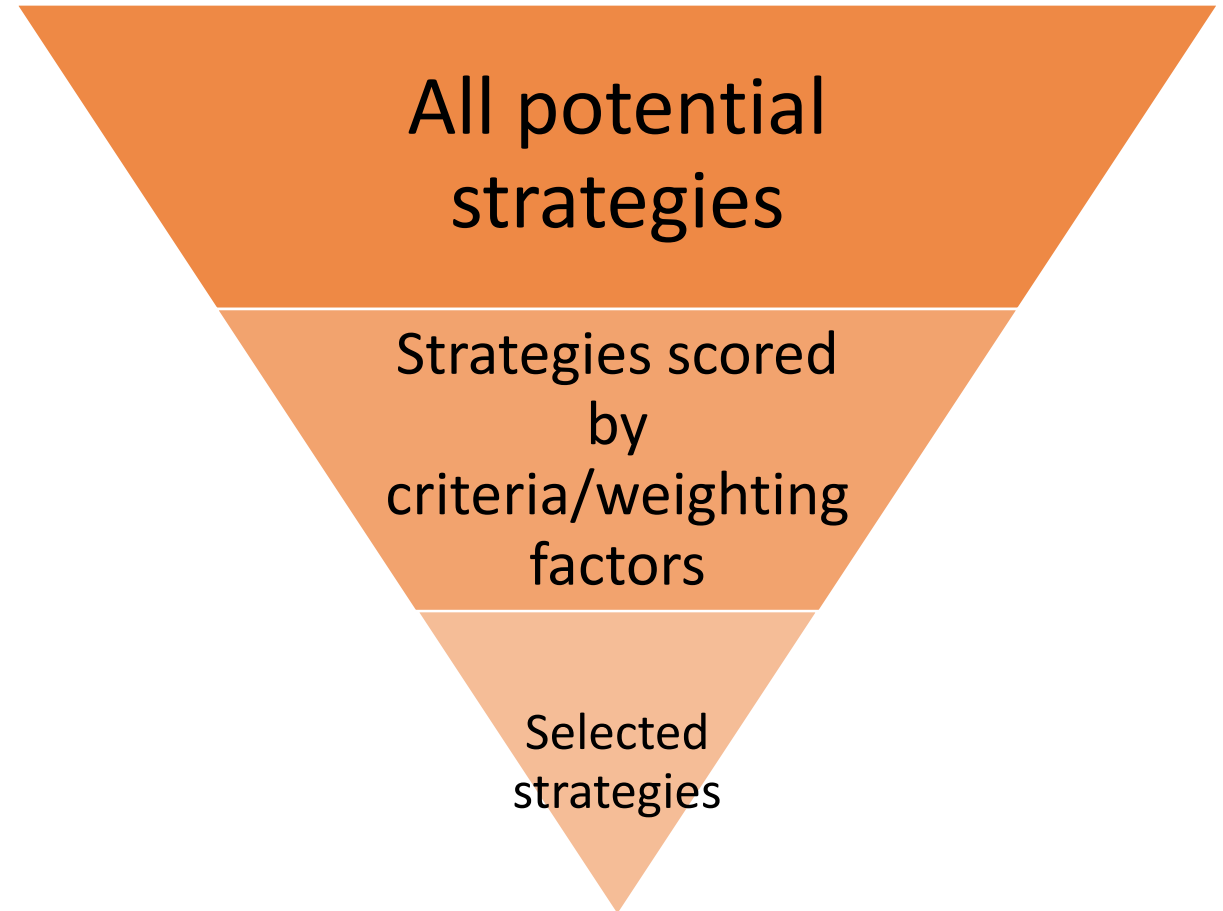 All potential
strategies
Strategies scored
by
criteria/weighting
factors
Selected
strategies